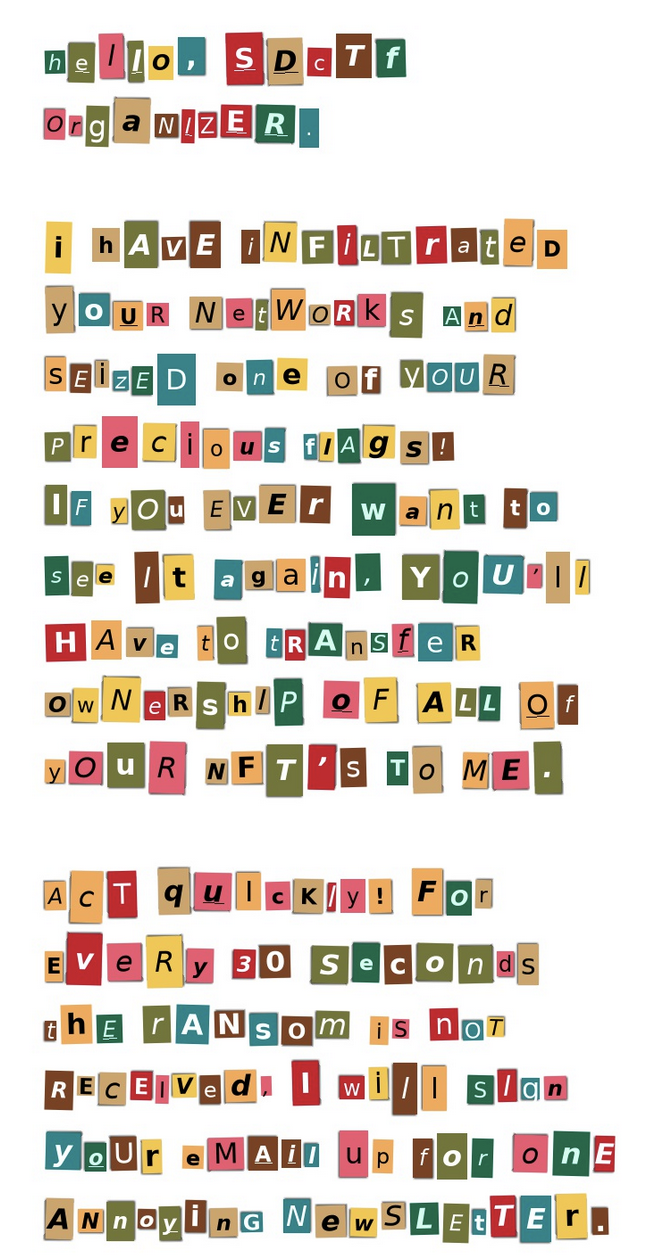 hello, SDcTf
OrgaNIZER.
i hAvE iNFiLTrateD
yoUR NetWORks And
sEizED one of yOUR
Precious flAgs!
IF yOu EvEr want to
see It again, YoU'll
HAve to tRAnsfeR
owNeRshIP oF ALL Of
yOuR NFT's To ME.
AcT quIcKly! For
EveRy 30 Seconds
thE rANsom is noT
REcEIved, I will sIgn
yoUr eMAil up for onE
ANnoyinG NewSLEtTEr.